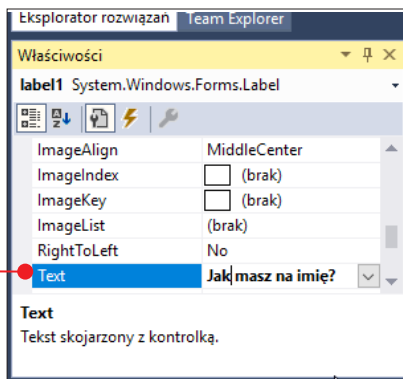 Eksplorator rozwiązań Team Explorer
Właściwości
label1 System.Windows.Forms.Label
ImageAlign MiddleCenter
ImageIndex (brak)
ImageKey (brak)
ImageList (brak)
RightToLeft No
Text Jak masz na imię?
Text
Tekst skojarzony z kontrolką.